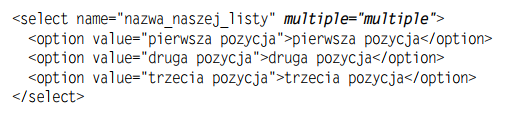 <select name="nazwa_naszej_listy" multiple="multiple">
  <option value="pierwsza pozycja">pierwsza pozycja</option>
  <option value="druga pozycja">druga pozycja</option>
  <option value="trzecia pozycja">trzecia pozycja</option>
</select>